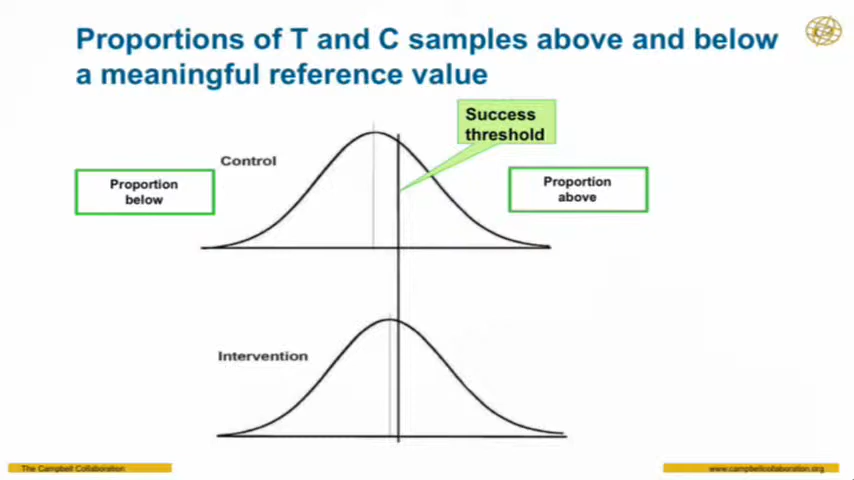 Proportions of T and C samples above and below
a meaningful reference value
Success
threshold
Control
Proportion
below
Proportion
above
Intervention
The Campbell Collaboration
www.campbellcollaboration.org